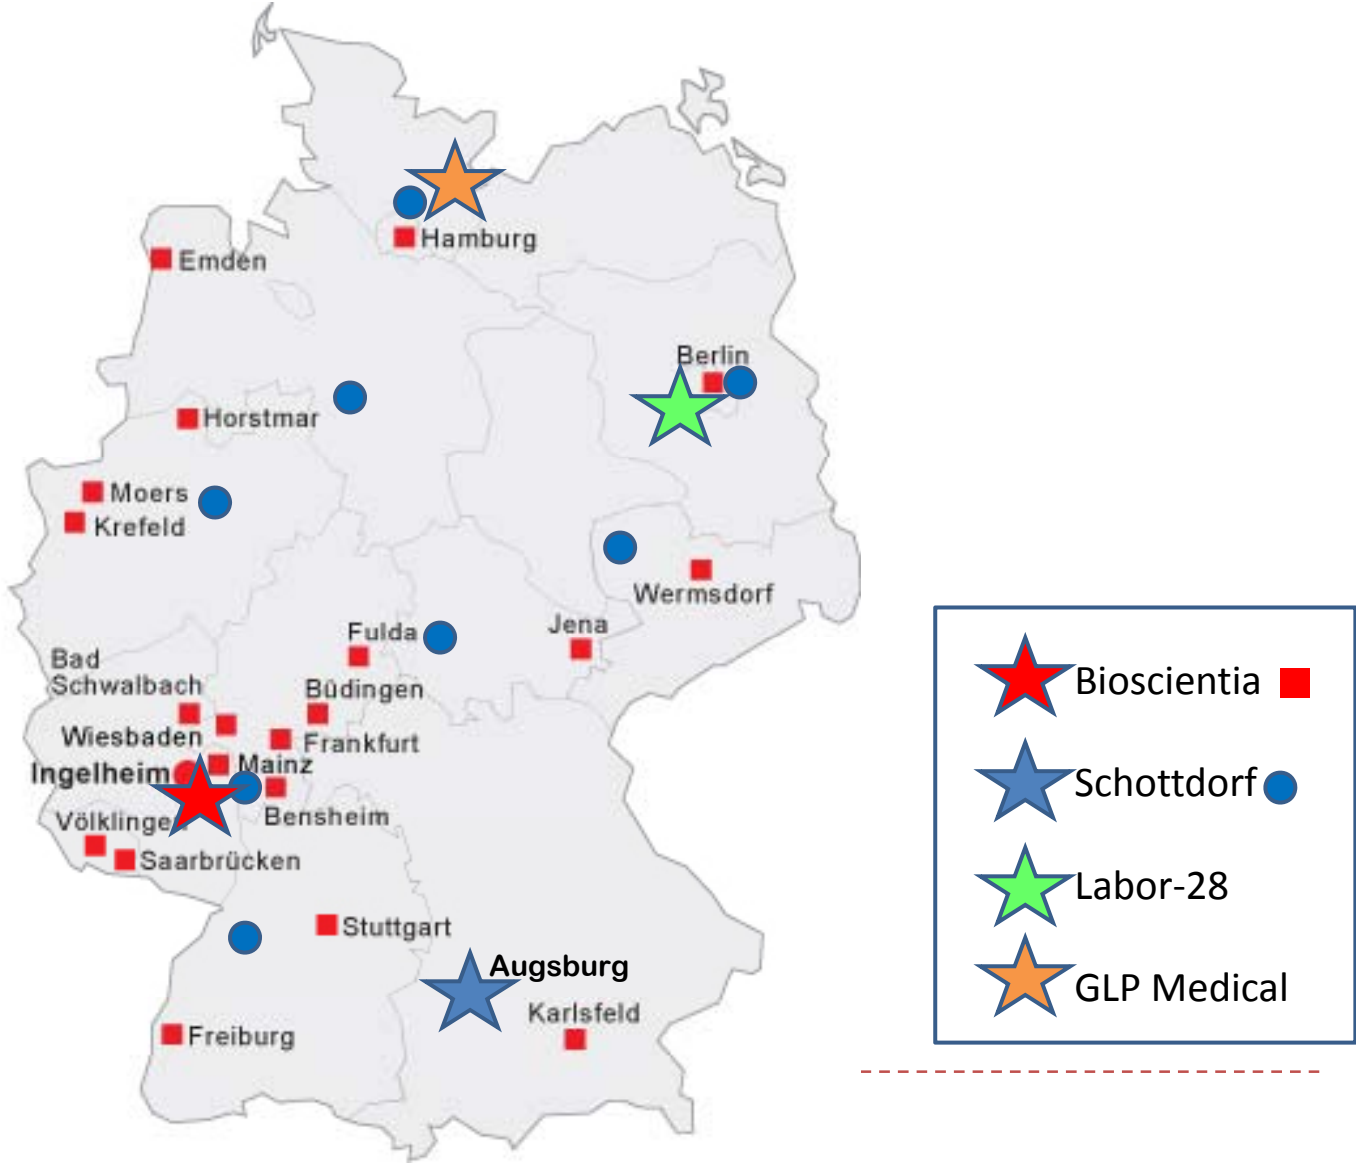 Hamburg
Emden
Berlin
Horstmar
Moers
Krefeld
Wermsdorf
Jena
Fulda
Bad
Schwalbach
Büdingen
Wiesbaden
Frankfurt
Mainz
Ingelheim
Bensheim
Völklingen
Saarbrücken
Stuttgart
Augsburg
Karlsfeld
Freiburg
Bioscientia
Schottdorf
Labor-28
GLP Medical